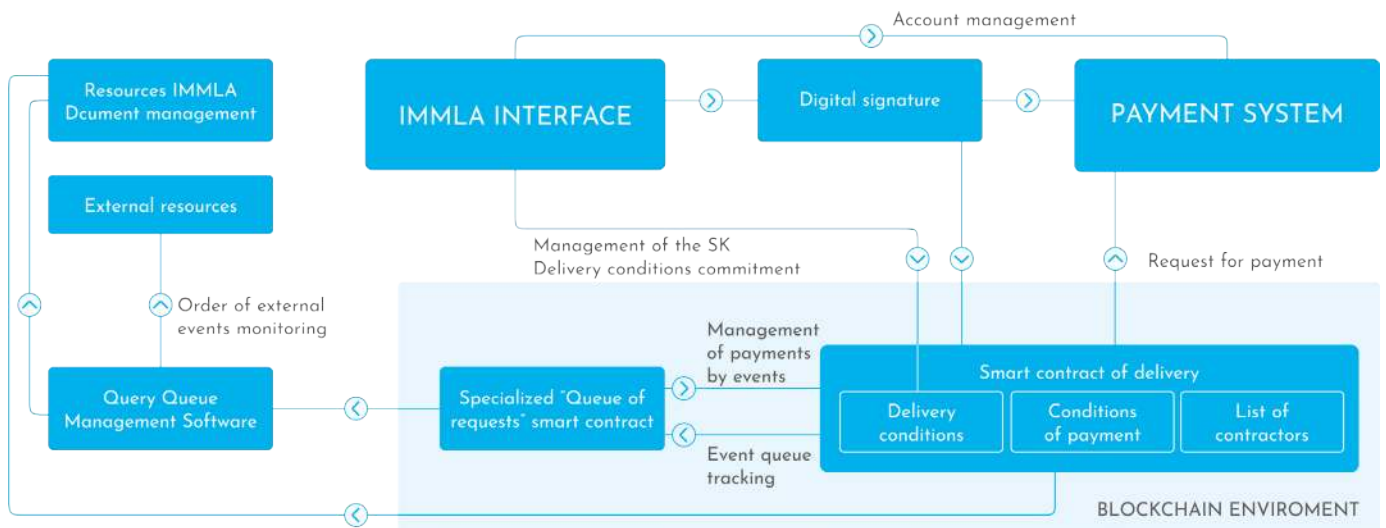 Account management
Resources IMMLA
Dcument management
IMMLA INTERFACE
Digital signature
PAYMENT SYSTEM
External resources
Management of the SK
Delivery conditions commitment
Request for payment
Order of external
events monitoring
Management
of payments
by events
Smart contract of delivery
Query Queue
Management Software
Specialized “Queue of
requests” smart contract
Delivery
conditions
Conditions
of payment
List of
contractors
Event queue
tracking
BLOCKCHAIN ENVIROMENT